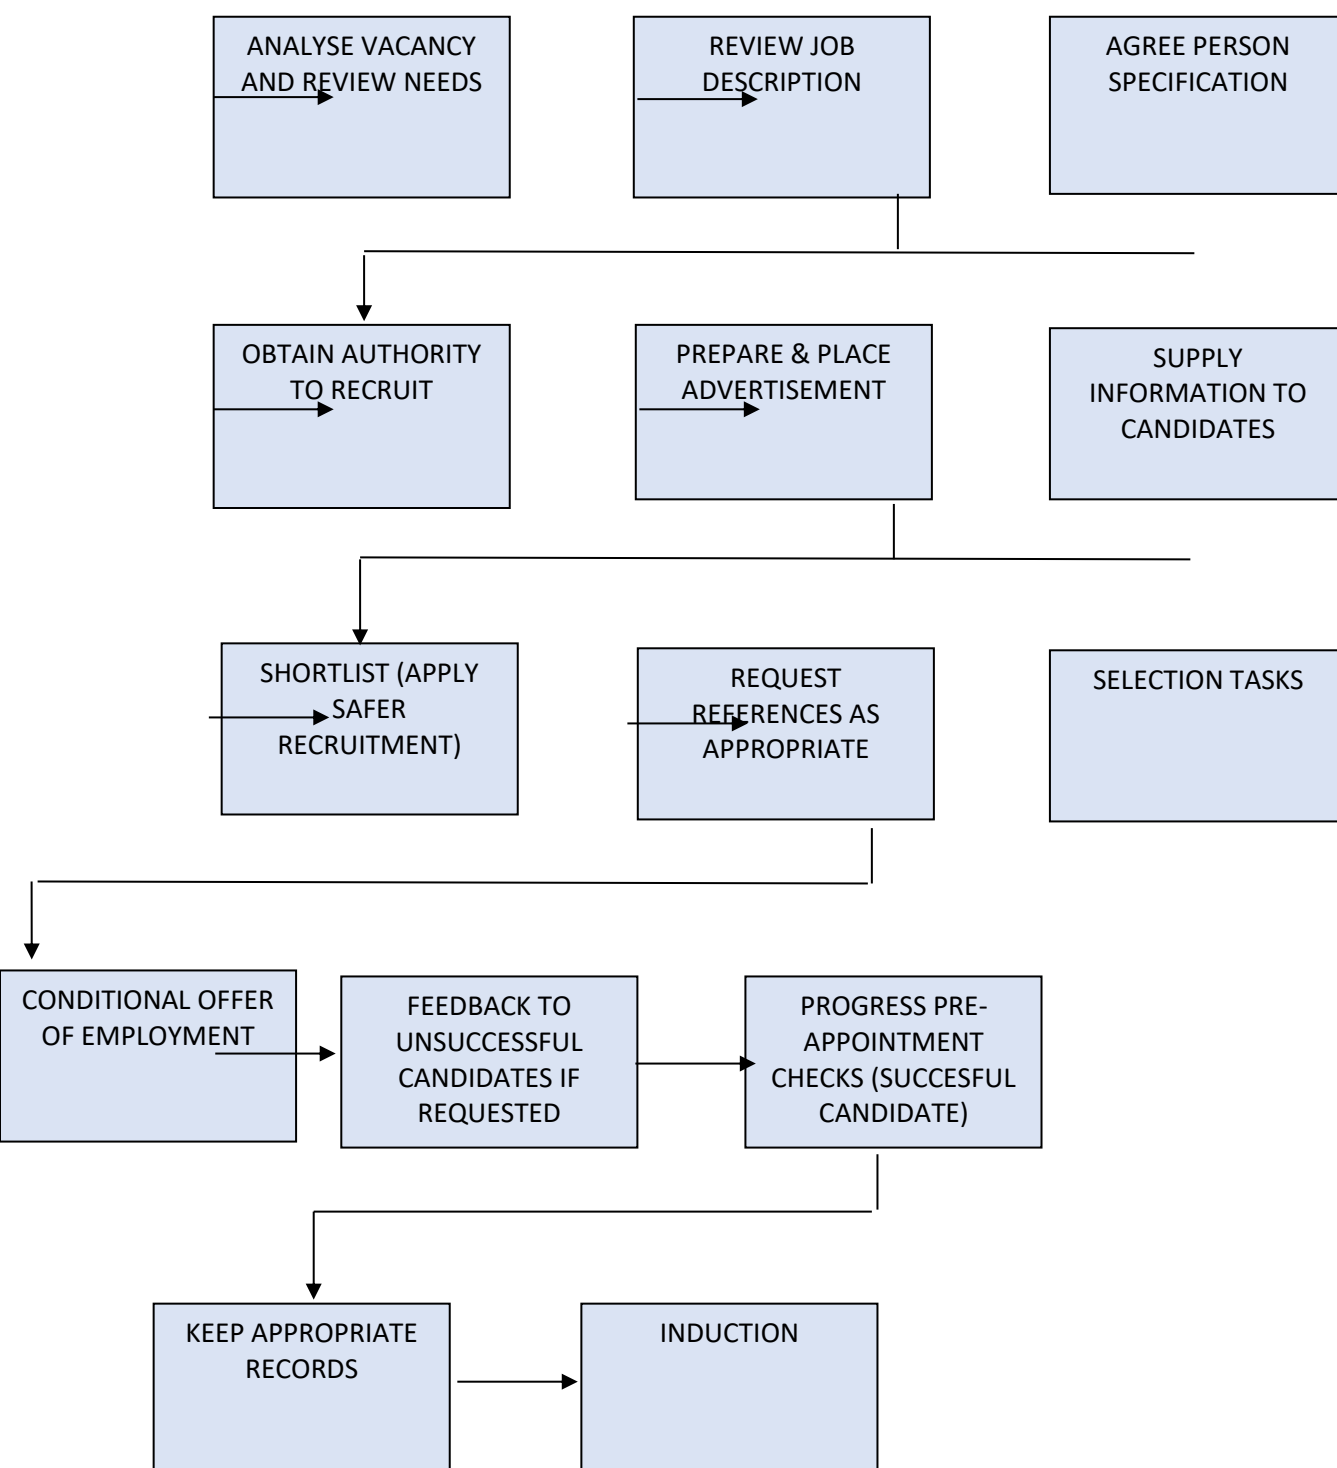 ANALYSE VACANCY
AND REVIEW NEEDS
REVIEW JOB
DESCRIPTION
AGREE PERSON
SPECIFICATION
OBTAIN AUTHORITY
TO RECRUIT
PREPARE & PLACE
ADVERTISEMENT
SUPPLY
INFORMATION TO
CANDIDATES
SHORTLIST (APPLY
SAFER
RECRUITMENT)
REQUEST
REFERENCES AS
APPROPRIATE
SELECTION TASKS
CONDITIONAL OFFER
OF EMPLOYMENT
FEEDBACK TO
UNSUCCESSFUL
CANDIDATES IF
REQUESTED
PROGRESS PRE-
APPOINTMENT
CHECKS (SUCCESFUL
CANDIDATE)
KEEP APPROPRIATE
RECORDS
INDUCTION